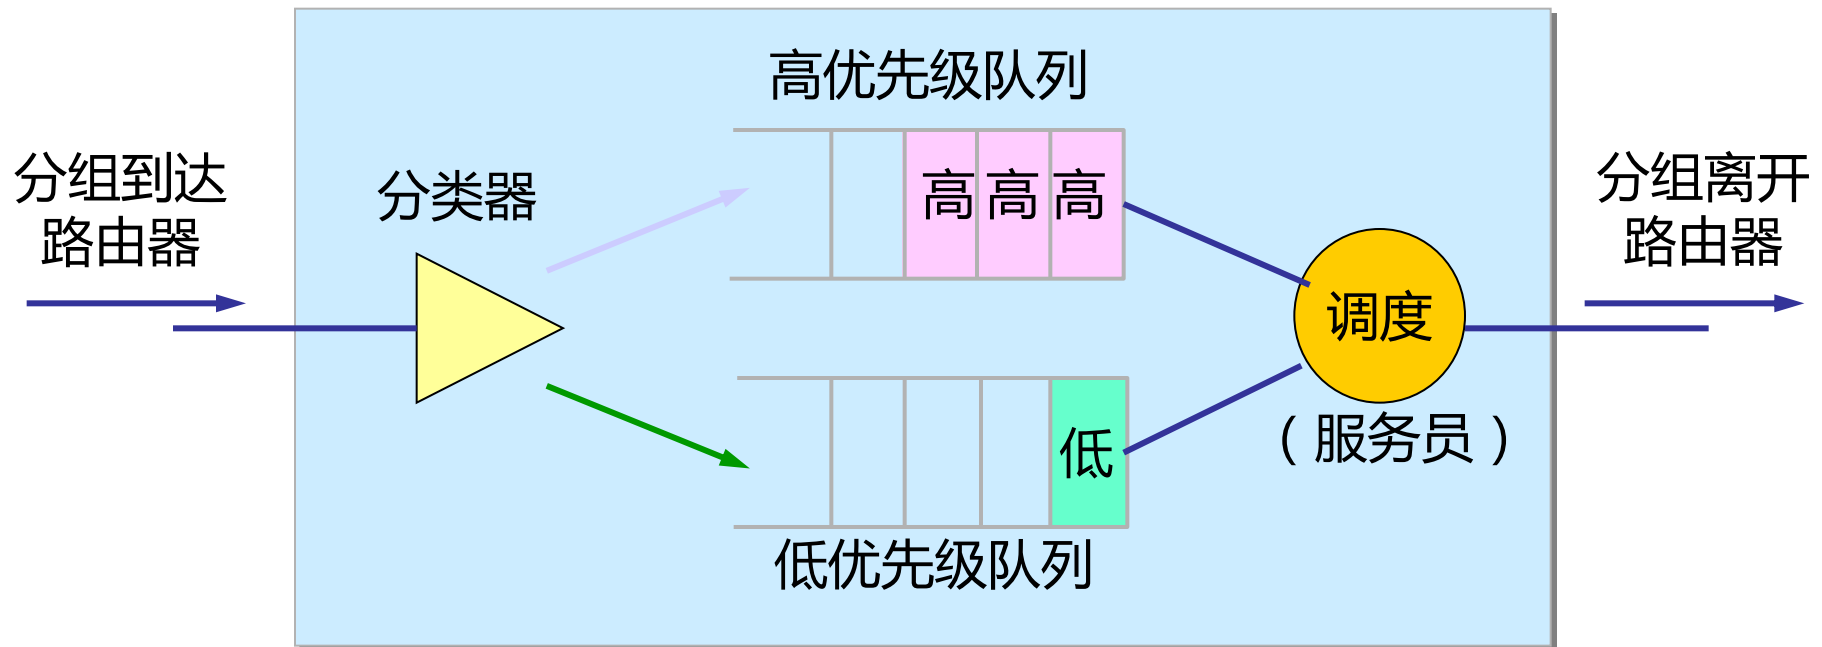 高优先级队列
分组到达
路由器
分类器
高 高 高
分组离开
路由器
调度
(服务员)
低
低优先级队列